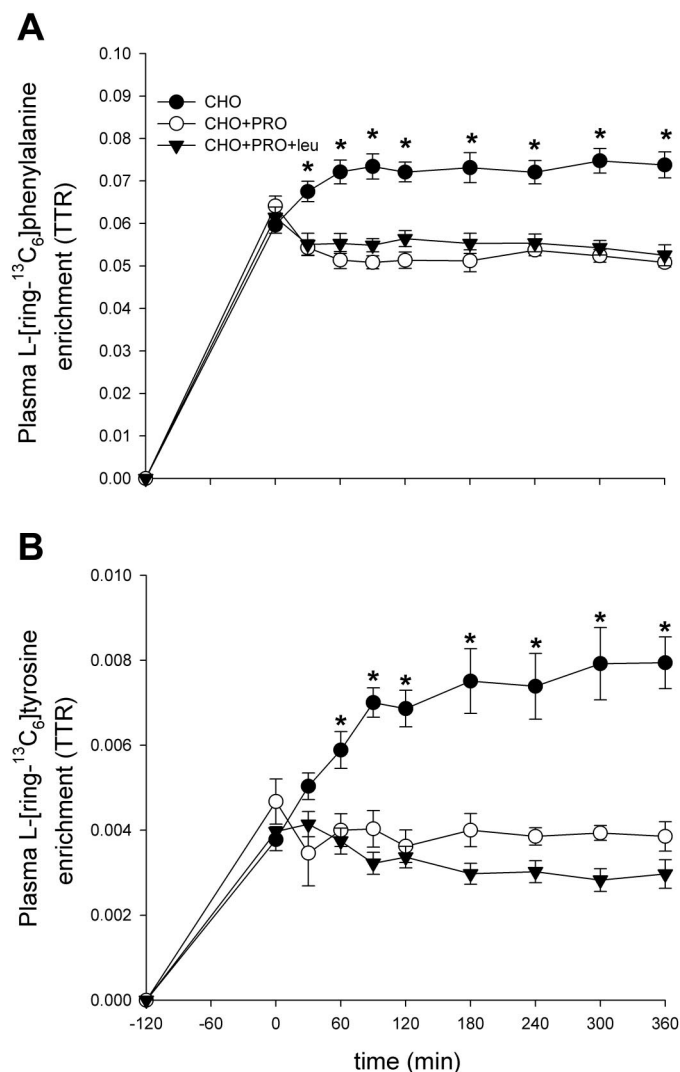 A
Plasma L-[ring-¹³C₆]phenylalanine
enrichment (TTR)
0.10
0.09
0.08
0.07
0.06
0.05
0.04
0.03
0.02
0.01
0.00
CHO
CHO+PRO
CHO+PRO+leu
* * * * * * * *
B
Plasma L-[ring-¹³C₆]tyrosine
enrichment (TTR)
0.010
0.008
0.006
0.004
0.002
0.000
* * * * * * *
-120 -60 0 60 120 180 240 300 360
time (min)